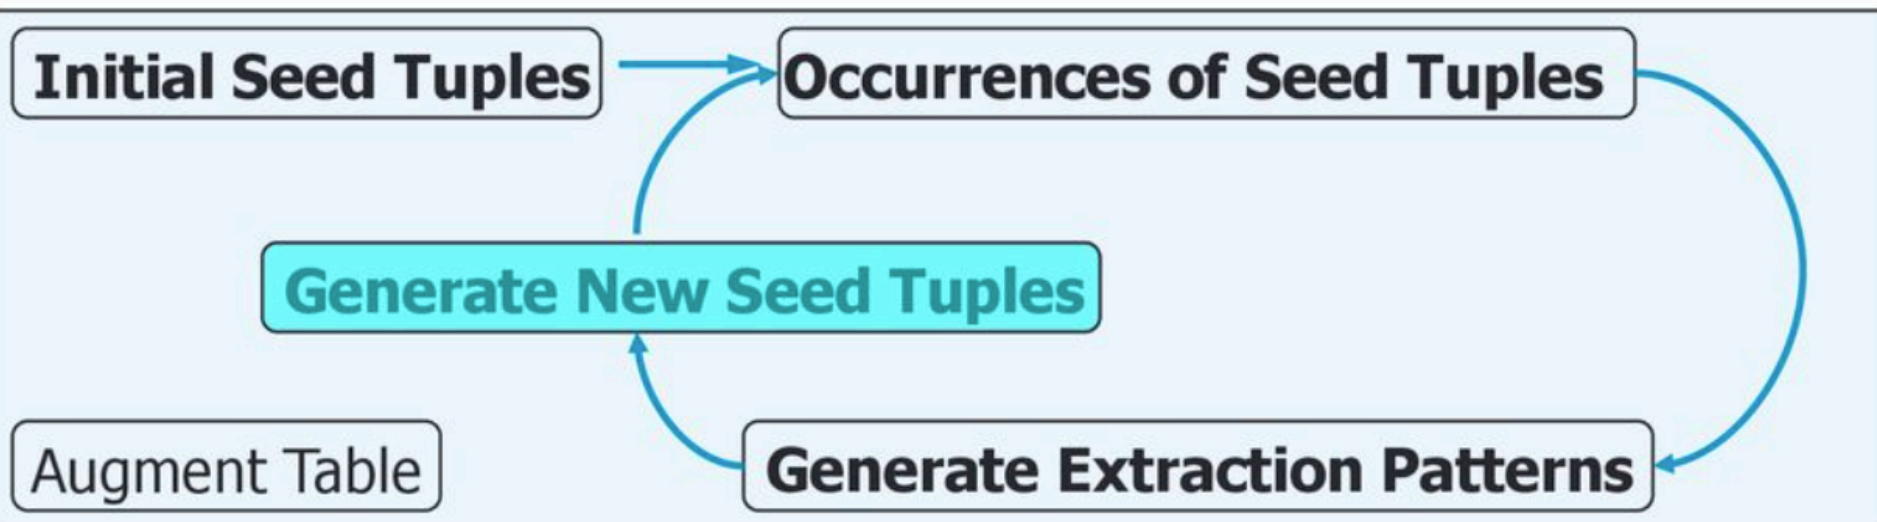 Initial Seed Tuples
Occurrences of Seed Tuples
Generate New Seed Tuples
Augment Table
Generate Extraction Patterns